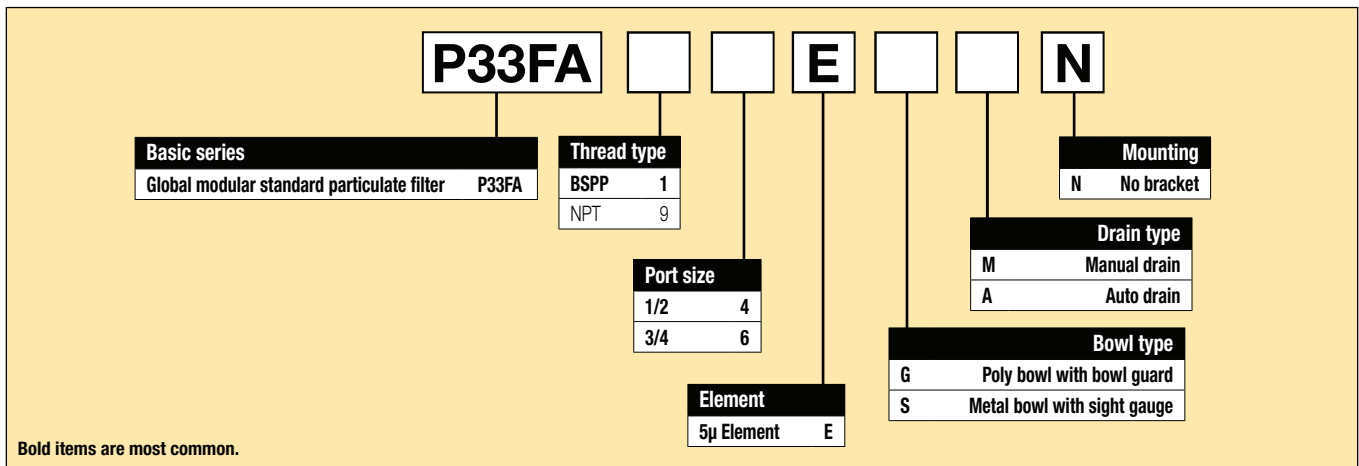 P33FA E N
Basic series
Global modular standard particulate filter P33FA
Thread type
BSPP 1
NPT 9
Port size
1/2 4
3/4 6
Element
5µ Element E
Mounting
N No bracket
Drain type
M Manual drain
A Auto drain
Bowl type
G Poly bowl with bowl guard
S Metal bowl with sight gauge
Bold items are most common.